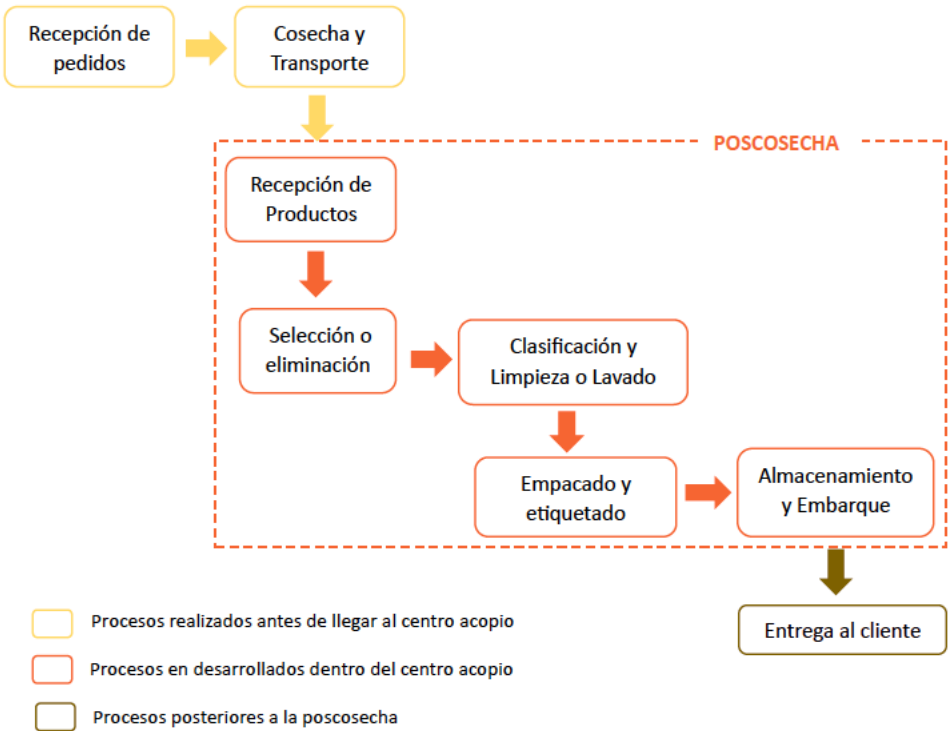 Recepción de
pedidos
Cosecha y
Transporte
POSCOSECHA
Recepción de
Productos
Selección o
eliminación
Clasificación y
Limpieza o Lavado
Empacado y
etiquetado
Almacenamiento
y Embarque
Entrega al cliente
Procesos realizados antes de llegar al centro acopio
Procesos en desarrollados dentro del centro acopio
Procesos posteriores a la poscosecha